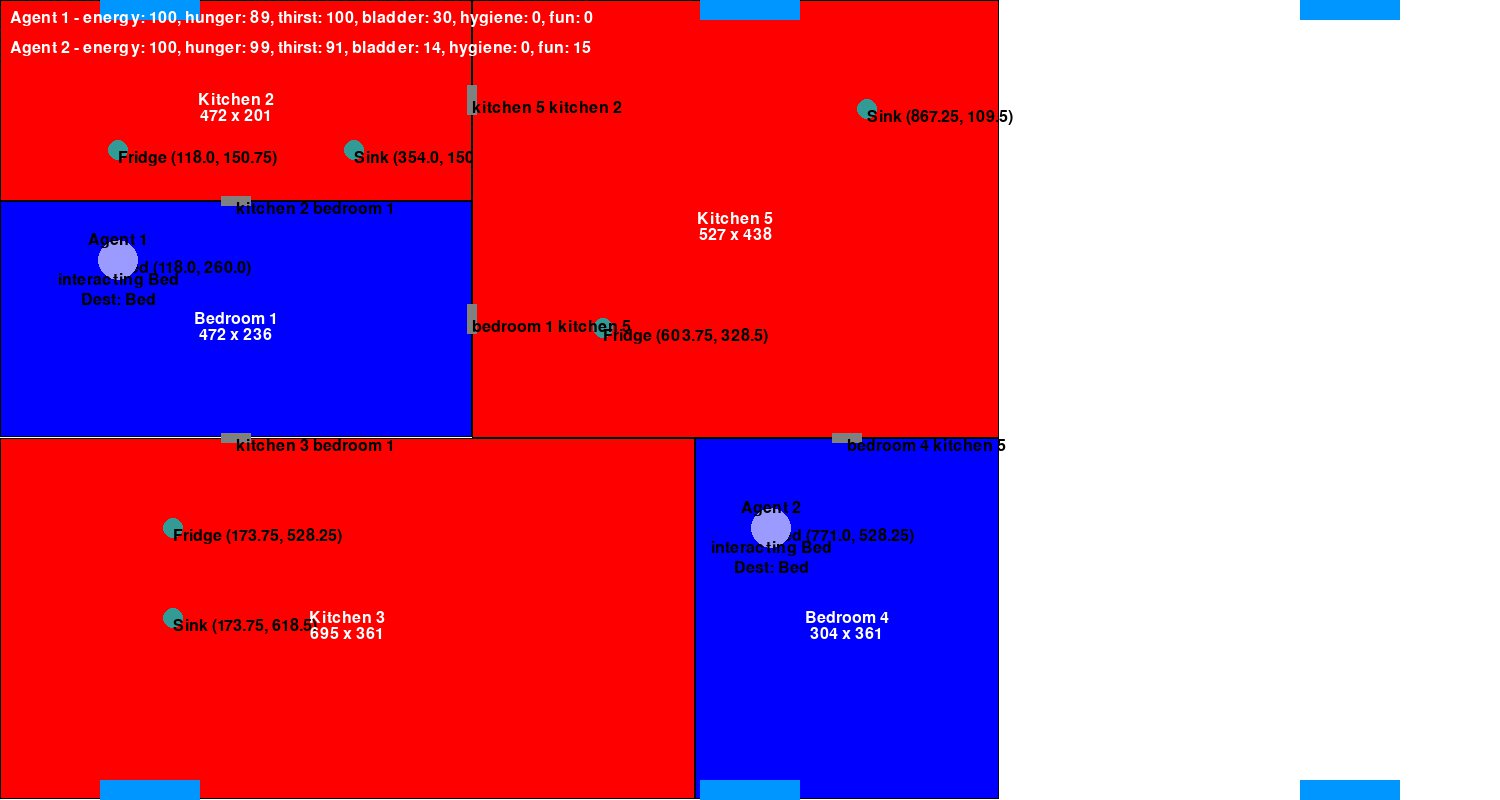 Agent 1 - energy: 100, hunger: 89, thirst: 100, bladder: 30, hygiene: 0, fun: 0
Agent 2 - energy: 100, hunger: 99, thirst: 91, bladder: 14, hygiene: 0, fun: 15
Kitchen 2
472 x 201
kitchen 5 kitchen 2
Sink (867.25, 109.5)
Fridge (118.0, 150.75)
Sink (354.0, 150
kitchen 2 bedroom 1
Kitchen 5
527 x 438
Agent 1
d (118.0, 260.0)
interacting Bed
Dest: Bed
Bedroom 1
472 x 236
bedroom 1 kitchen 5
Fridge (603.75, 328.5)
kitchen 3 bedroom 1
bedroom 4 kitchen 5
Agent 2
d (771.0, 528.25)
interacting Bed
Dest: Bed
Fridge (173.75, 528.25)
Sink (173.75, 618.5)
Kitchen 3
695 x 361
Bedroom 4
304 x 361